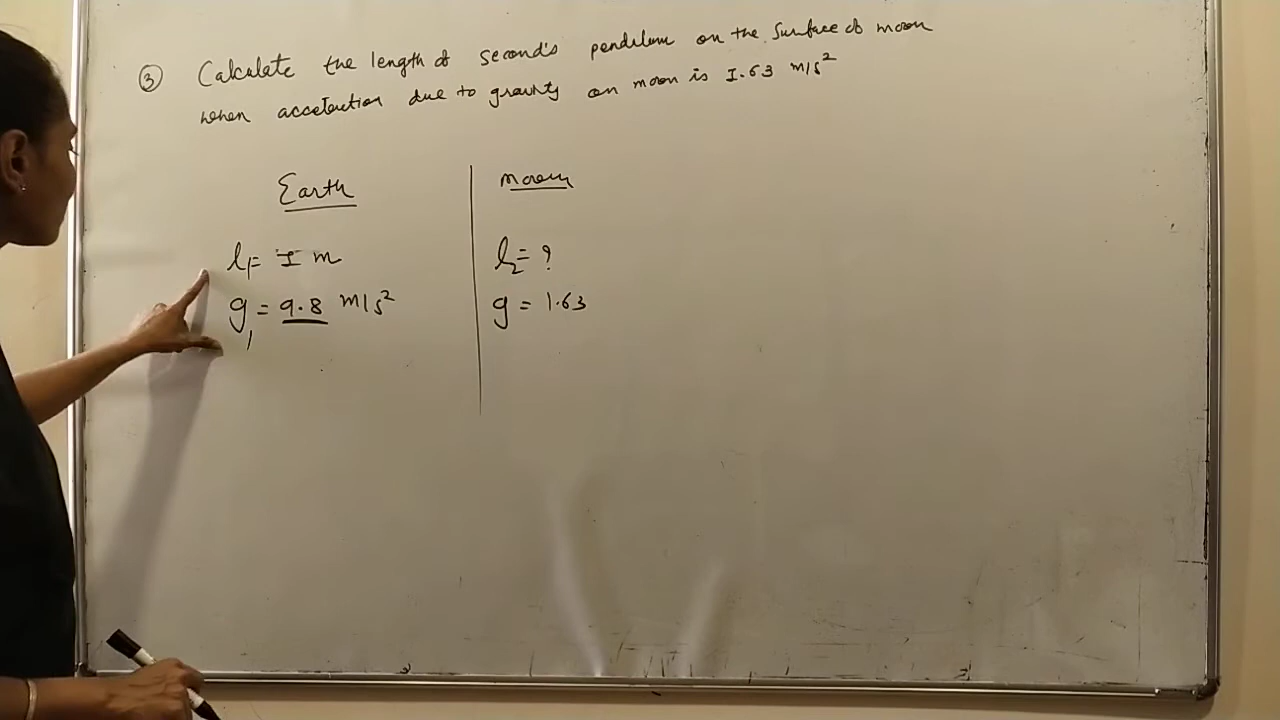 ③ Calculate the length of second's pendulum on the surface of moon
when acceleration due to gravity on moon is 1.63 m/s²
Earth
moon
l₁ = 1 m
l₂ = ?
g₁ = 9.8 m/s²
g = 1.63